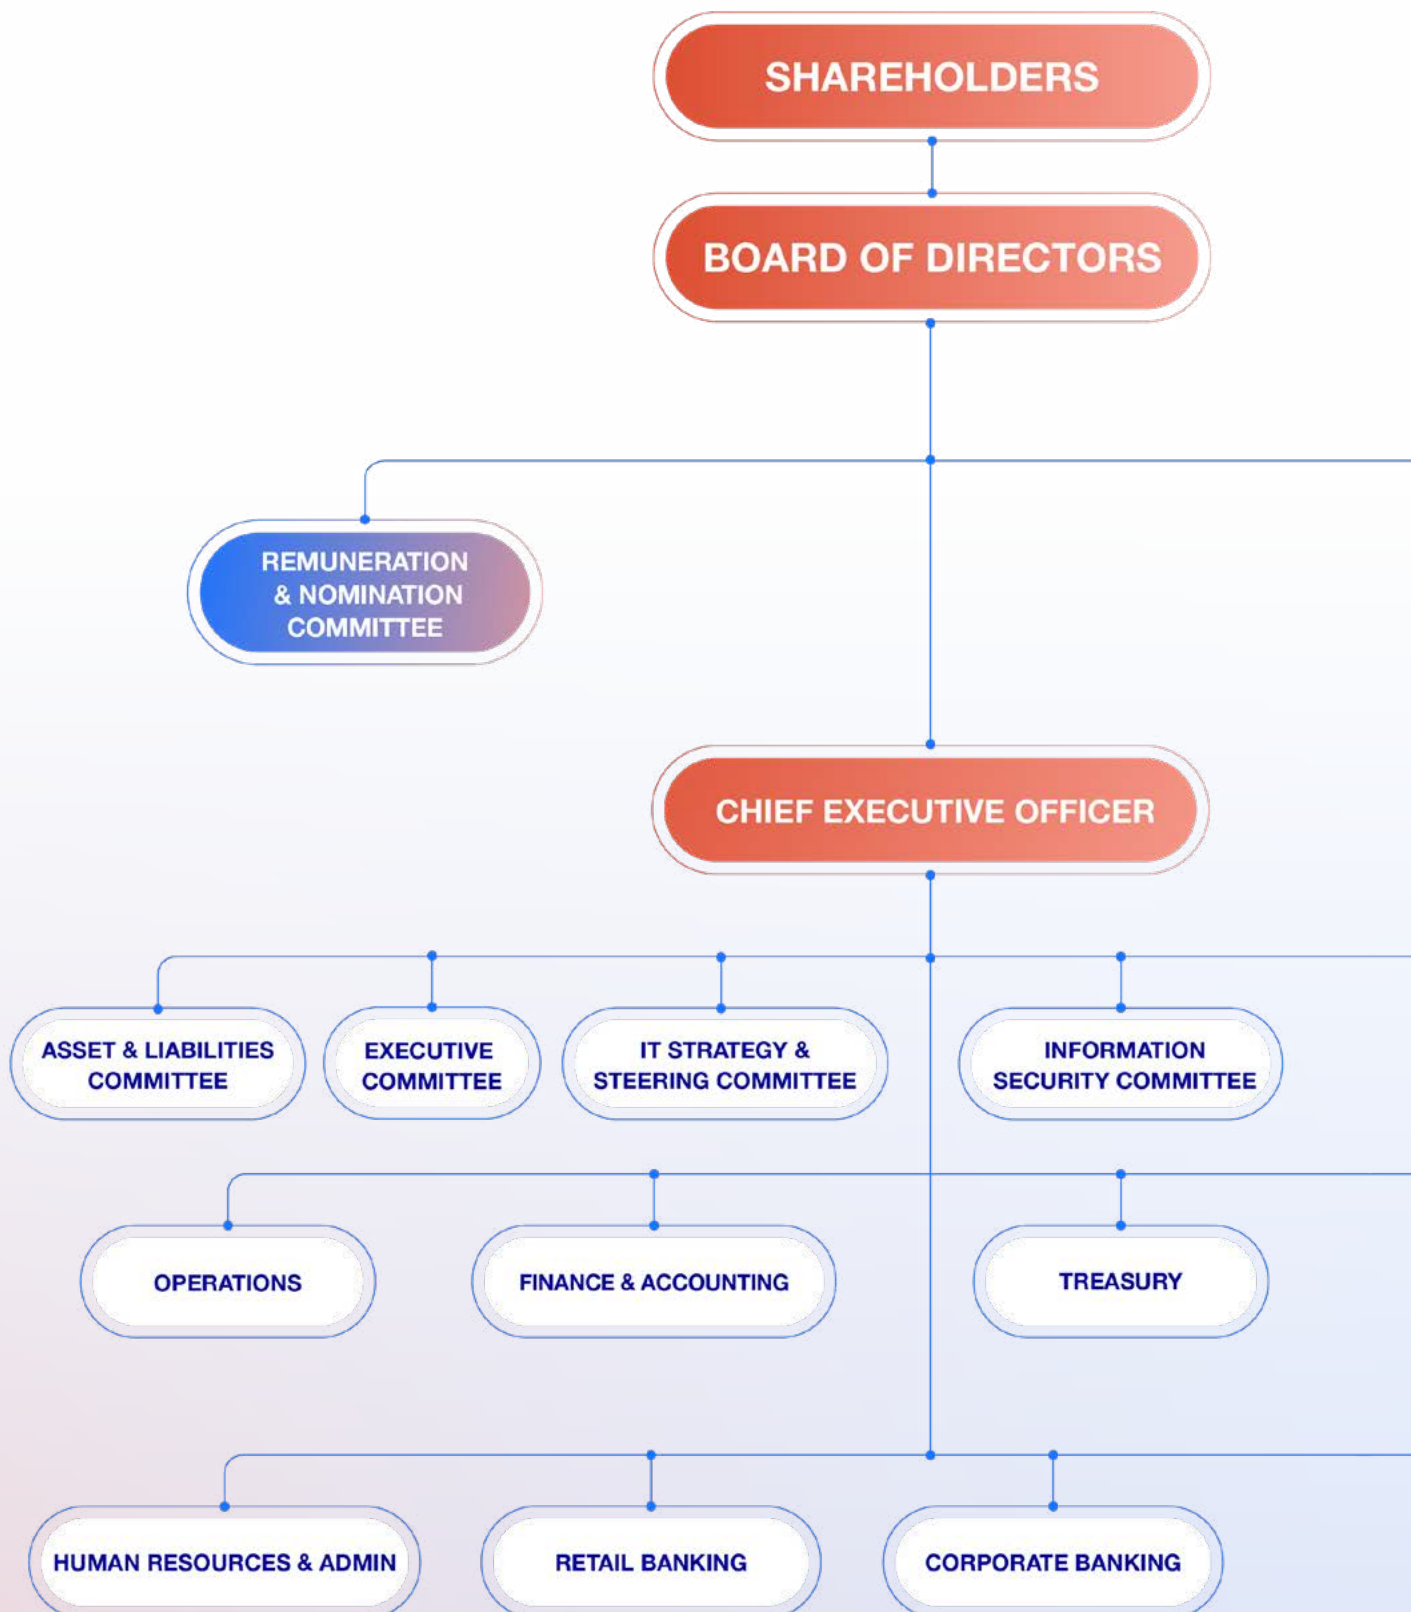 SHAREHOLDERS
BOARD OF DIRECTORS
REMUNERATION
& NOMINATION
COMMITTEE
CHIEF EXECUTIVE OFFICER
ASSET & LIABILITIES
COMMITTEE
EXECUTIVE
COMMITTEE
IT STRATEGY &
STEERING COMMITTEE
INFORMATION
SECURITY COMMITTEE
OPERATIONS
FINANCE & ACCOUNTING
TREASURY
HUMAN RESOURCES & ADMIN
RETAIL BANKING
CORPORATE BANKING